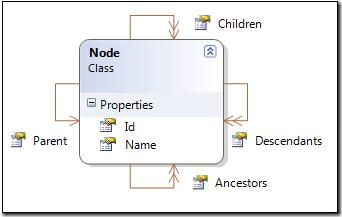 Children
Node
Class
Properties
Id
Name
Parent
Descendants
Ancestors